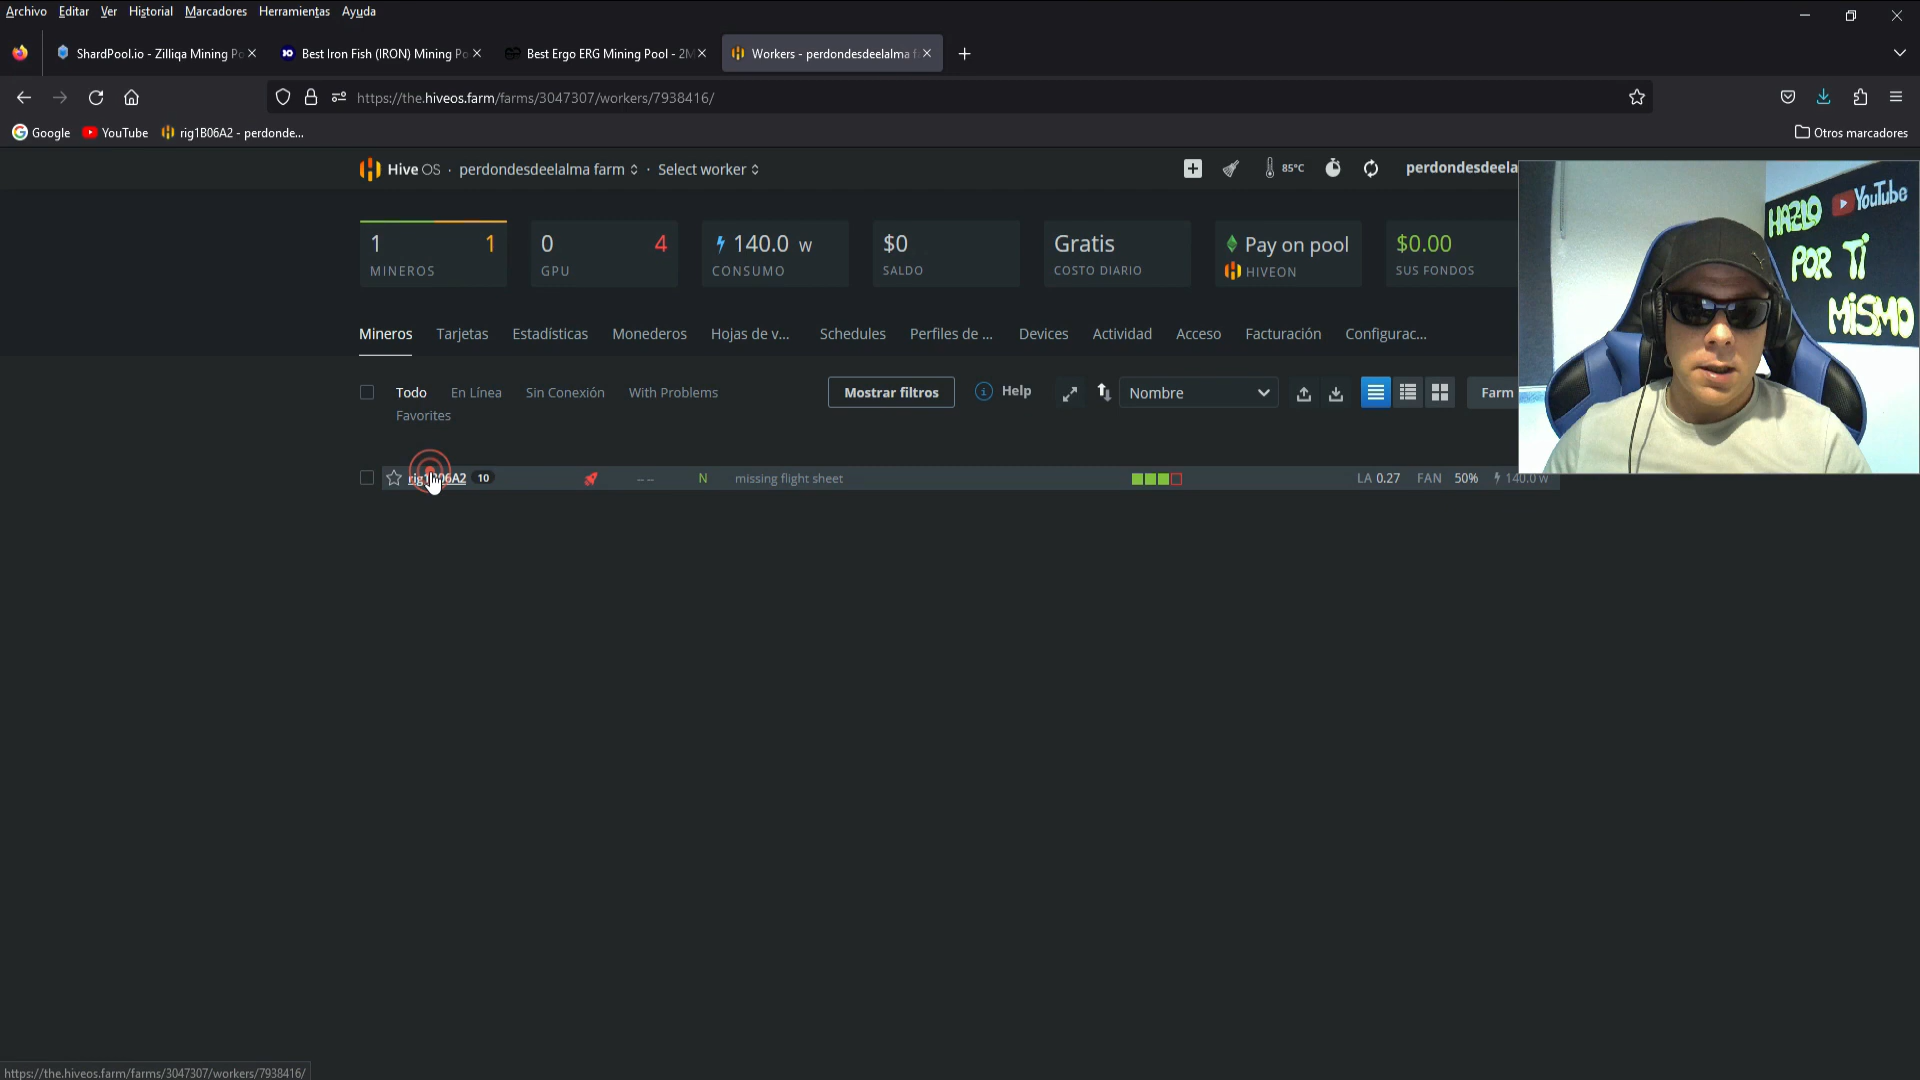 Archivo Editar Ver Historial Marcadores Herramientas Ayuda
ShardPool.io - Zilliqa Mining Po
Best Iron Fish (IRON) Mining Po
Best Ergo ERG Mining Pool - 2M
Workers - perdondesdeelalma f
https://the.hiveos.farm/farms/3047307/workers/7938416/
Google YouTube rig1B06A2 - perdonde... Otros marcadores
Hive OS · perdondesdeelalma farm · Select worker 85°C perdondesdeela
1 1 0 4 140.0 W $0 Gratis Pay on pool $0.00
MINEROS GPU CONSUMO SALDO COSTO DIARIO HIVEON SUS FONDOS
Mineros Tarjetas Estadísticas Monederos Hojas de v... Schedules Perfiles de ... Devices Actividad Acceso Facturación Configurac...
Todo En Línea Sin Conexión With Problems Mostrar filtros Help Nombre Farm
Favorites
rig1B06A2 10 -- -- N missing flight sheet LA 0.27 FAN 50% 140.0 W
YouTube
HAZLO
POR TI
MiSMO
https://the.hiveos.farm/farms/3047307/workers/7938416/